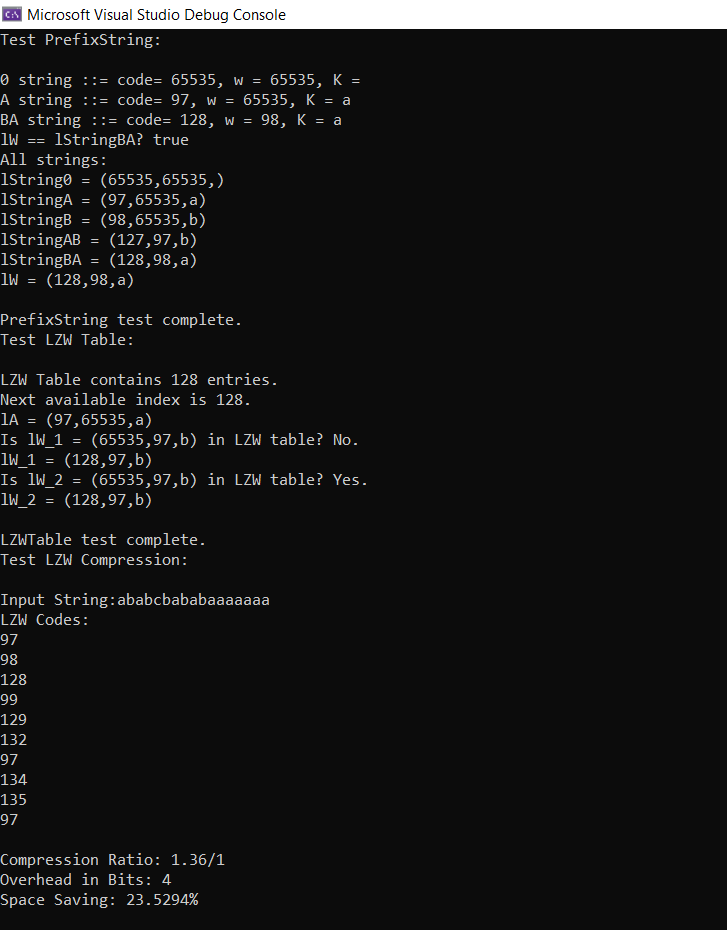 Microsoft Visual Studio Debug Console
Test PrefixString:
0 string ::= code= 65535, w = 65535, K =
A string ::= code= 97, w = 65535, K = a
BA string ::= code= 128, w = 98, K = a
lW == lStringBA? true
All strings:
lString0 = (65535,65535,)
lStringA = (97,65535,a)
lStringB = (98,65535,b)
lStringAB = (127,97,b)
lStringBA = (128,98,a)
lW = (128,98,a)
PrefixString test complete.
Test LZW Table:
LZW Table contains 128 entries.
Next available index is 128.
lA = (97,65535,a)
Is lW_1 = (65535,97,b) in LZW table? No.
lW_1 = (128,97,b)
Is lW_2 = (65535,97,b) in LZW table? Yes.
lW_2 = (128,97,b)
LZWTable test complete.
Test LZW Compression:
Input String:ababcbababaaaaaaa
LZW Codes:
97
98
128
99
129
132
97
134
135
97
Compression Ratio: 1.36/1
Overhead in Bits: 4
Space Saving: 23.5294%